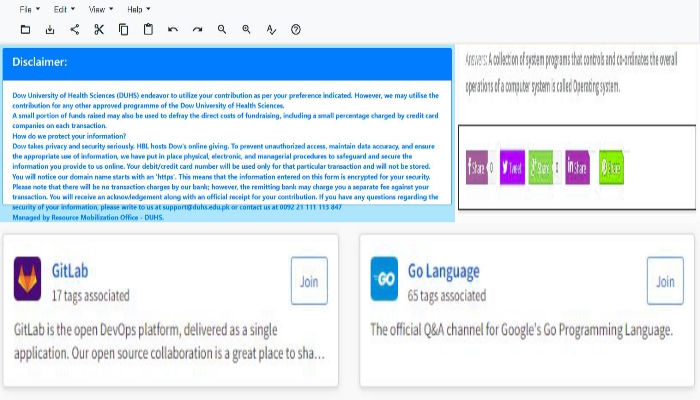 File Edit View Help
Disclaimer:
Dow University of Health Sciences (DUHS) endeavor to utilize your contribution as per your preference indicated. However, we may utilise the
contribution for any other approved programme of the Dow University of Health Sciences.
A small portion of funds raised may also be used to defray the direct costs of fundraising, including a small percentage charged by credit card
companies on each transaction.
How do we protect your information?
Dow takes privacy and security seriously. HBL hosts Dow's online giving. To prevent unauthorized access, maintain data accuracy, and ensure
the appropriate use of information, we have put in place physical, electronic, and managerial procedures to safeguard and secure the
information you provide to us online. Your debit/credit card number will be used only for that particular transaction and will not be stored.
You will notice our domain name starts with an 'https'. This means that the information entered on this form is encrypted for your security.
Please note that there will be no transaction charges by our bank; however, the remitting bank may charge you a separate fee against your
transaction. You will receive an acknowledgement along with an official receipt for your contribution. If you have any questions regarding the
security of your information, please write to us at support@duhs.edu.pk or contact us at 0092 21 111 113 847
Managed by Resource Mobilization Office - DUHS.
Answers: A collection of system programs that controls and co-ordinates the overall
operations of a computer system is called Operating system.
Share 0 Tweet Share 0 Share Share
GitLab
17 tags associated
Join
GitLab is the open DevOps platform, delivered as a single
application. Our open source collaboration is a great place to sha...
GO
Go Language
65 tags associated
Join
The official Q&A channel for Google's Go Programming Language.